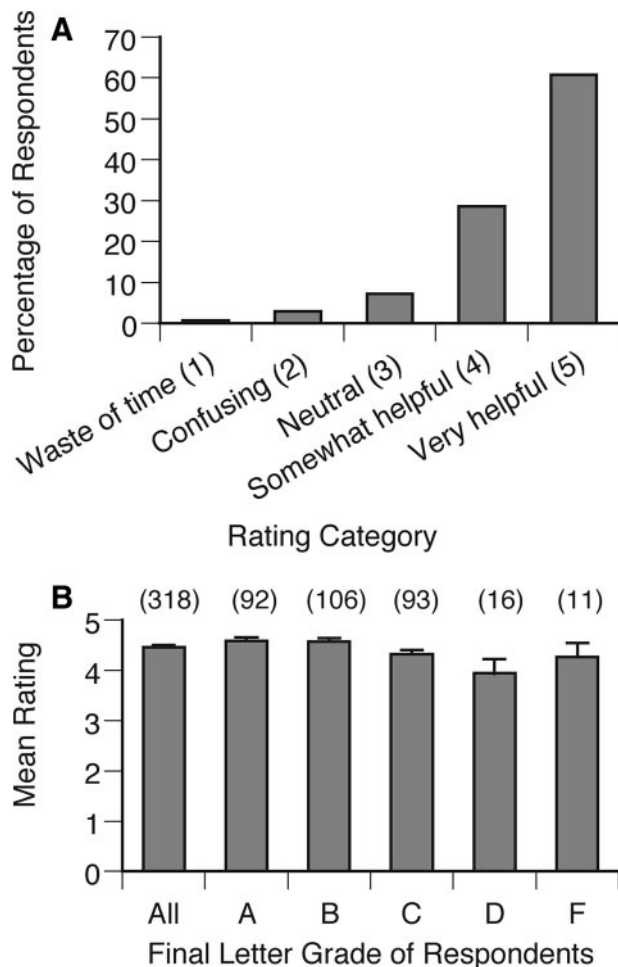 A
Percentage of Respondents
70
60
50
40
30
20
10
0
Waste of time (1)
Confusing (2)
Neutral (3)
Somewhat helpful (4)
Very helpful (5)
Rating Category
B
(318) (92) (106) (93) (16) (11)
Mean Rating
5
4
3
2
1
0
All A B C D F
Final Letter Grade of Respondents